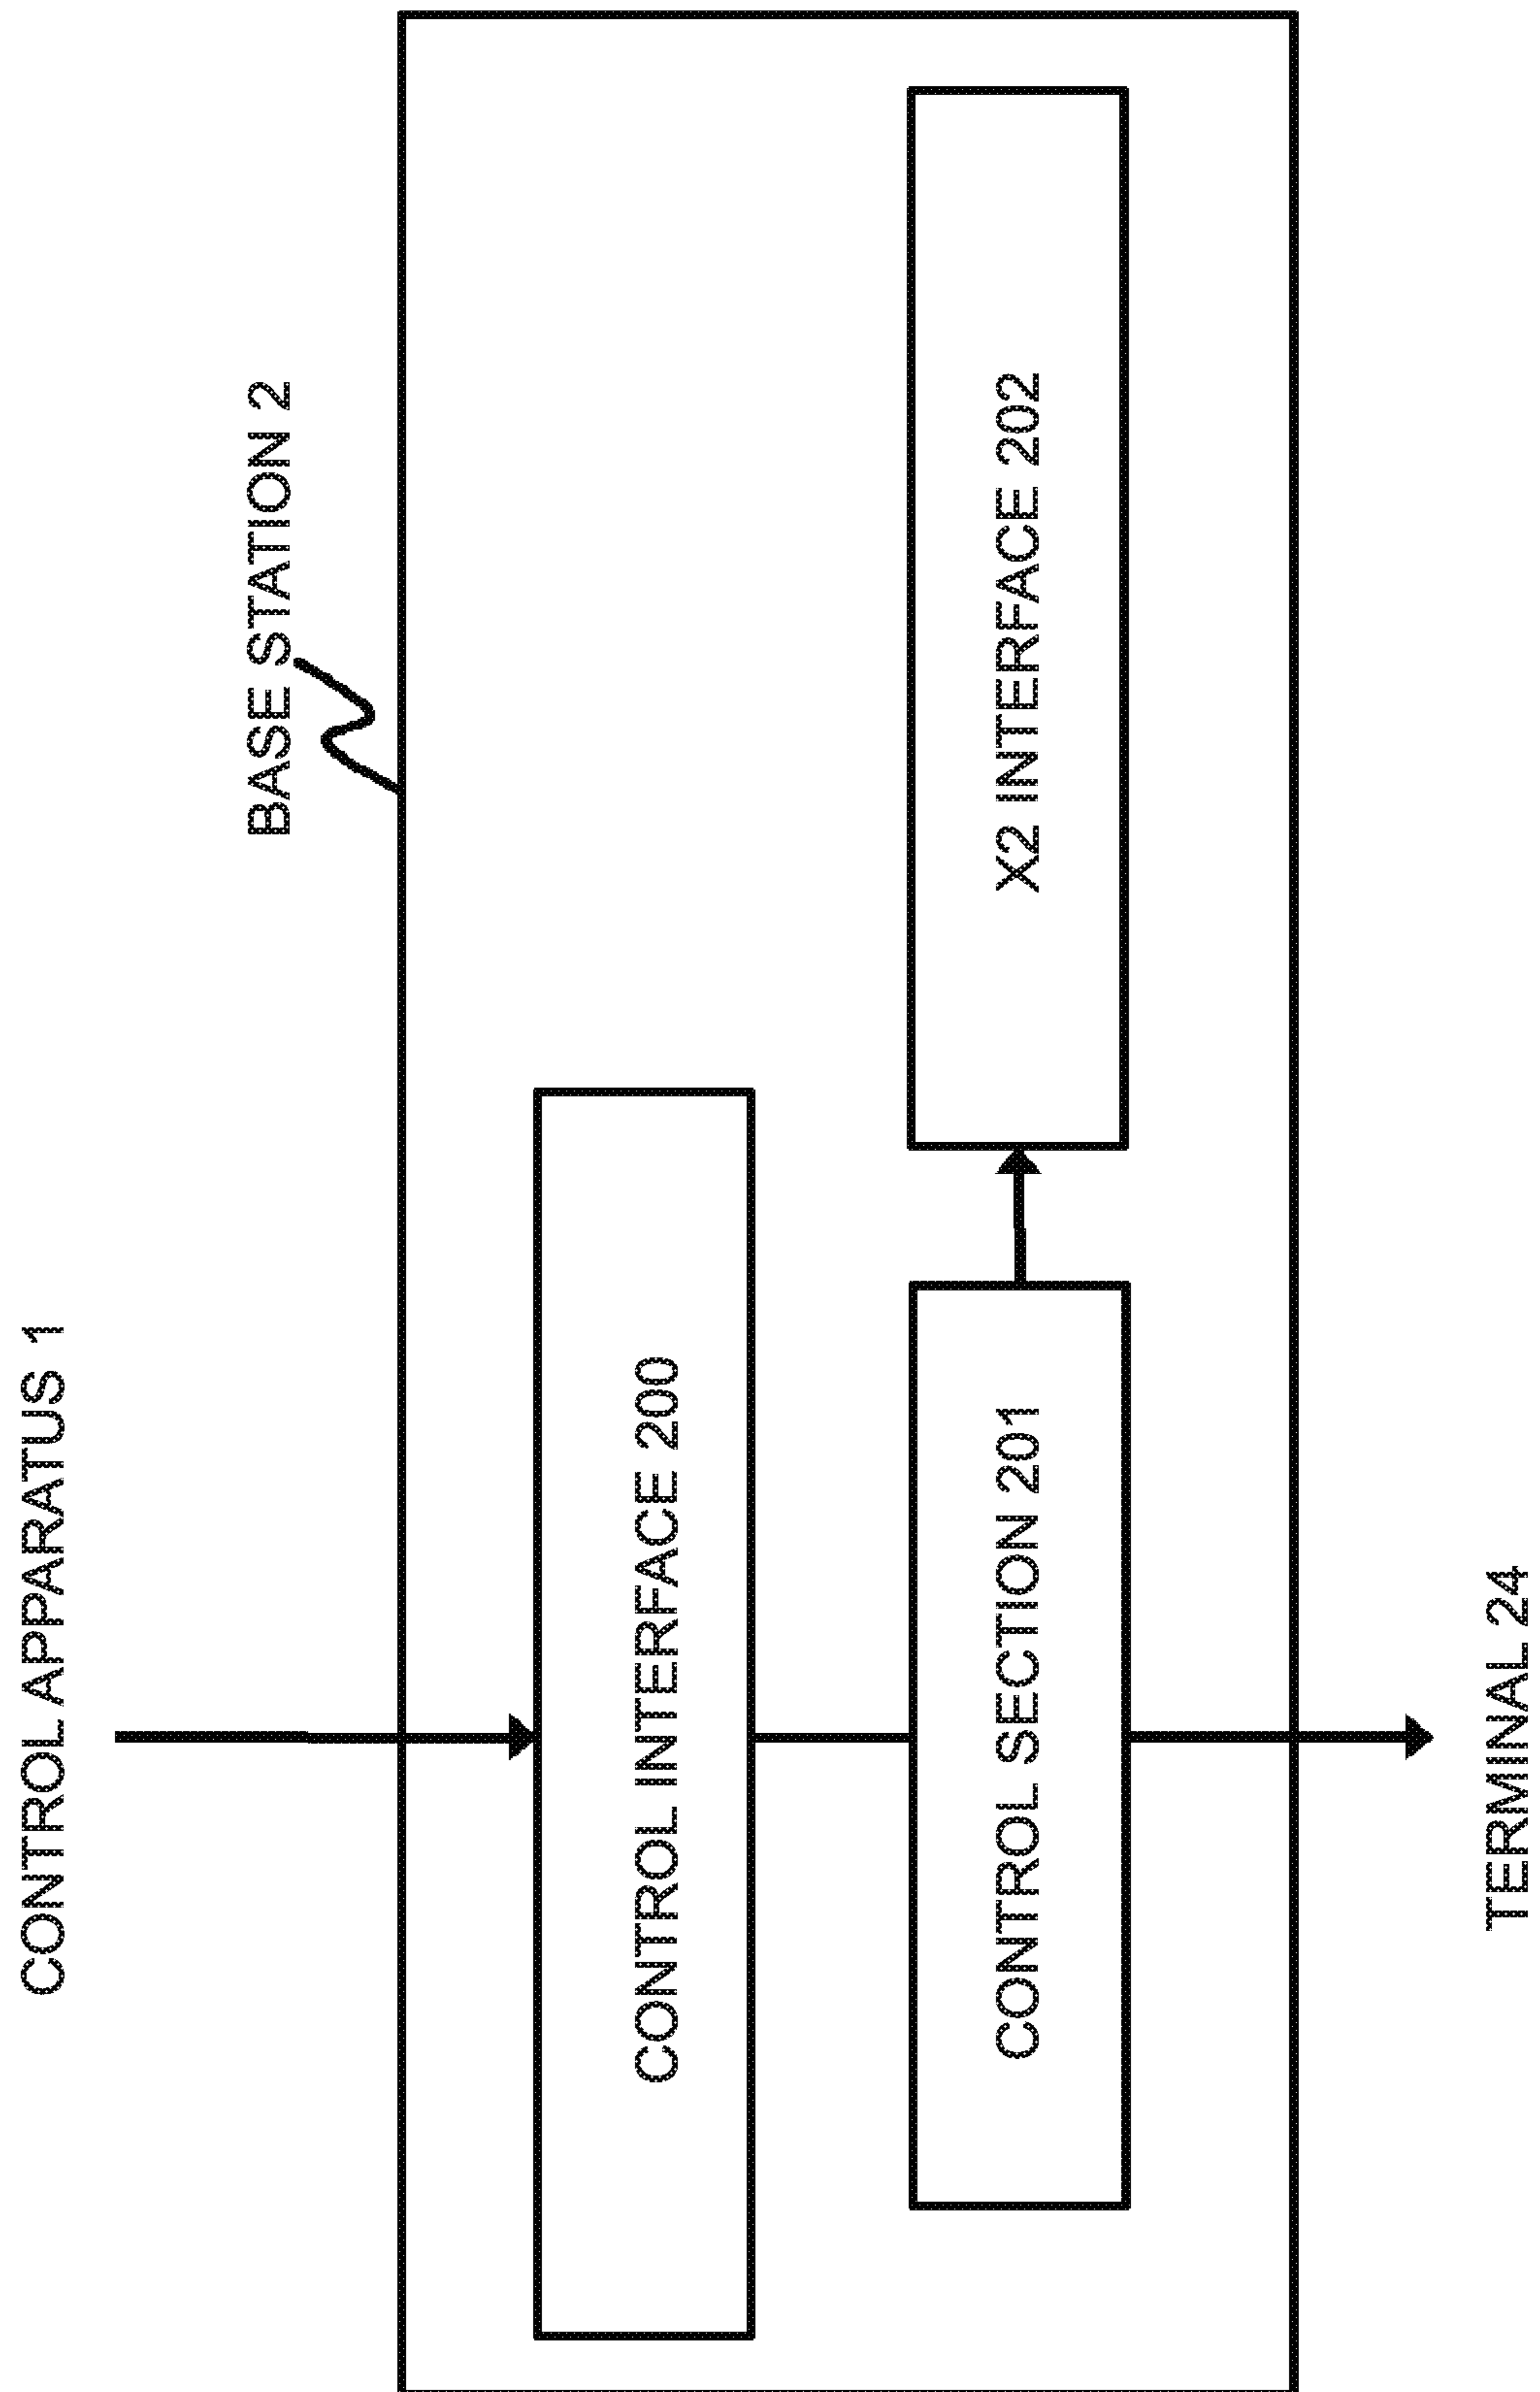 CONTROL APPARATUS 1
BASE STATION 2
CONTROL INTERFACE 200
CONTROL SECTION 201
X2 INTERFACE 202
TERMINAL 24